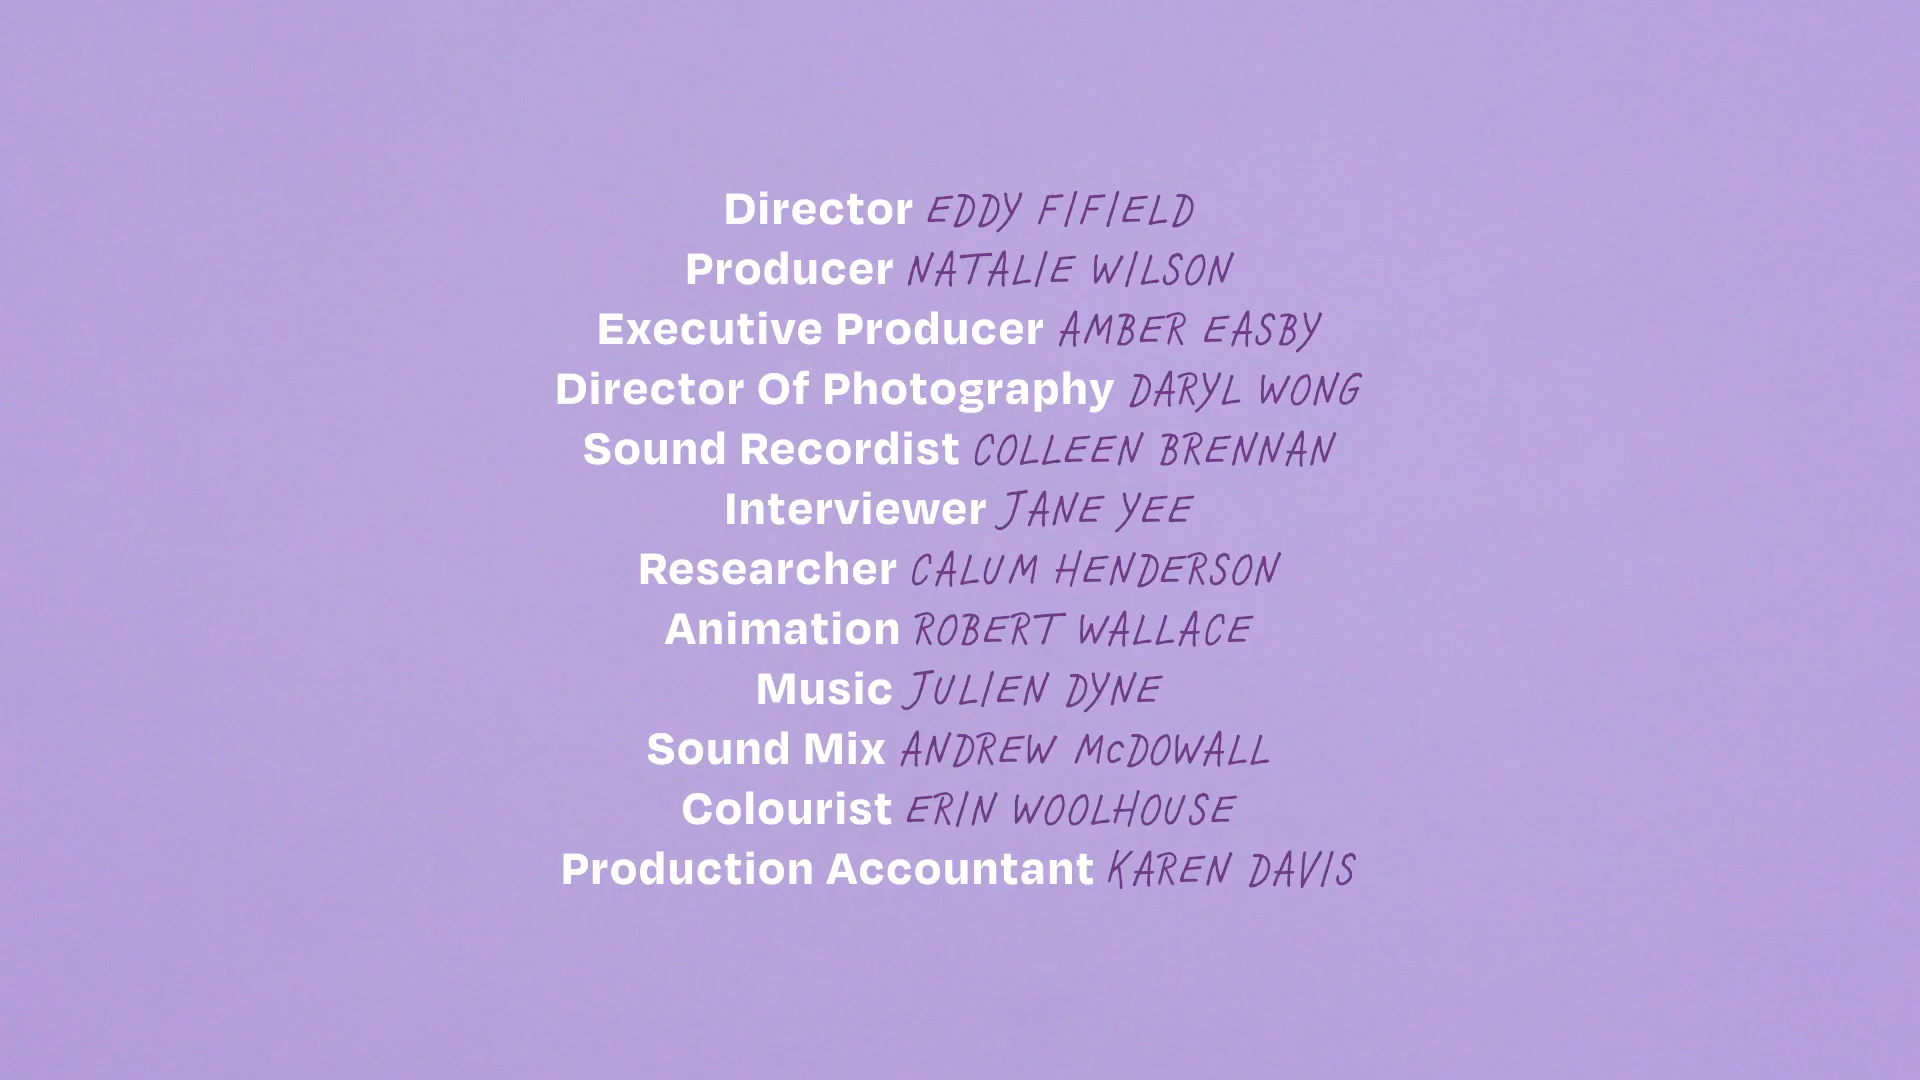 Director EDDY FIFIELD
Producer NATALIE WILSON
Executive Producer AMBER EASBY
Director Of Photography DARYL WONG
Sound Recordist COLLEEN BRENNAN
Interviewer JANE YEE
Researcher CALUM HENDERSON
Animation ROBERT WALLACE
Music JULIEN DYNE
Sound Mix ANDREW McDOWALL
Colourist ERIN WOOLHOUSE
Production Accountant KAREN DAVIS